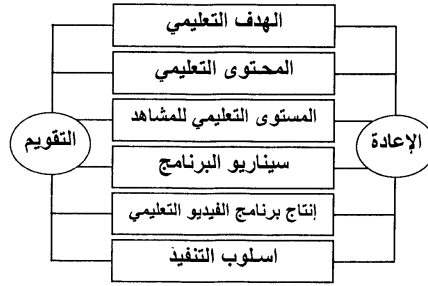 الهدف التعليمي
المحتوى التعليمي
المستوى التعليمي للمشاهد
الإعادة
التقويم
سيناريو البرنامج
إنتاج برنامج الفيديو التعليمي
اسلوب التنفيذ